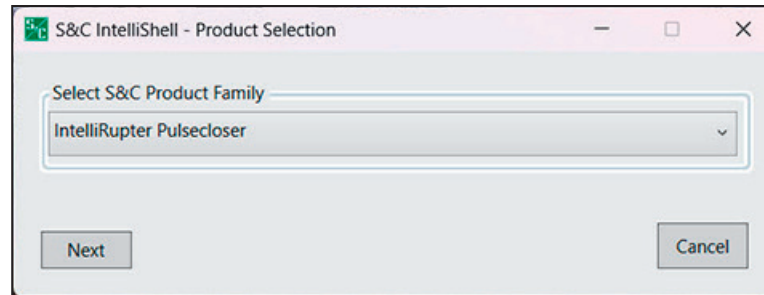 S&C IntelliShell - Product Selection
Select S&C Product Family
IntelliRupter Pulsecloser
Next
Cancel